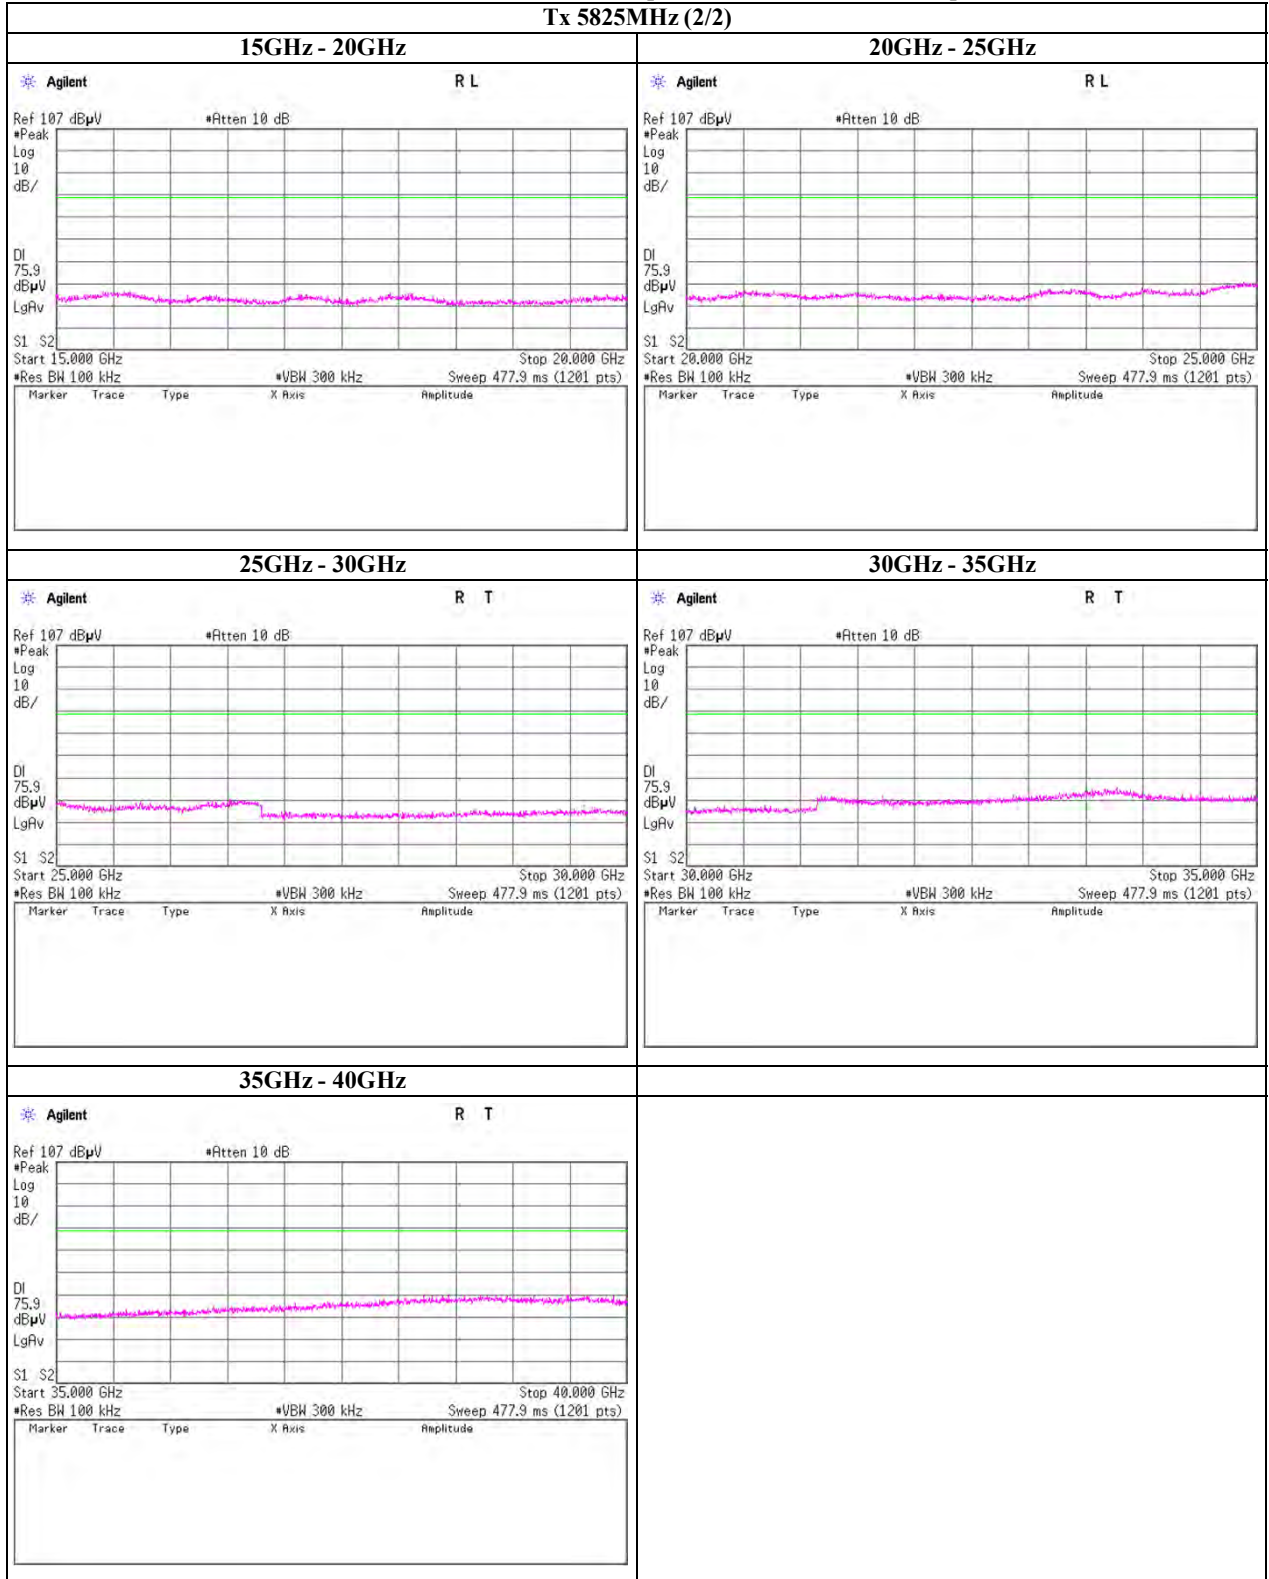 Tx 5825MHz (2/2)
15GHz - 20GHz
Agilent R L
Ref 107 dBµV #Atten 10 dB
#Peak
Log
10
dB/
DI
75.9
dBµV
LgAv
S1 S2
Start 15.000 GHz Stop 20.000 GHz
#Res BW 100 kHz #VBW 300 kHz Sweep 477.9 ms (1201 pts)
Marker Trace Type X Axis Amplitude
20GHz - 25GHz
Agilent R L
Ref 107 dBµV #Atten 10 dB
#Peak
Log
10
dB/
DI
75.9
dBµV
LgAv
S1 S2
Start 20.000 GHz Stop 25.000 GHz
#Res BW 100 kHz #VBW 300 kHz Sweep 477.9 ms (1201 pts)
Marker Trace Type X Axis Amplitude
25GHz - 30GHz
Agilent R T
Ref 107 dBµV #Atten 10 dB
#Peak
Log
10
dB/
DI
75.9
dBµV
LgAv
S1 S2
Start 25.000 GHz Stop 30.000 GHz
#Res BW 100 kHz #VBW 300 kHz Sweep 477.9 ms (1201 pts)
Marker Trace Type X Axis Amplitude
30GHz - 35GHz
Agilent R T
Ref 107 dBµV #Atten 10 dB
#Peak
Log
10
dB/
DI
75.9
dBµV
LgAv
S1 S2
Start 30.000 GHz Stop 35.000 GHz
#Res BW 100 kHz #VBW 300 kHz Sweep 477.9 ms (1201 pts)
Marker Trace Type X Axis Amplitude
35GHz - 40GHz
Agilent R T
Ref 107 dBµV #Atten 10 dB
#Peak
Log
10
dB/
DI
75.9
dBµV
LgAv
S1 S2
Start 35.000 GHz Stop 40.000 GHz
#Res BW 100 kHz #VBW 300 kHz Sweep 477.9 ms (1201 pts)
Marker Trace Type X Axis Amplitude